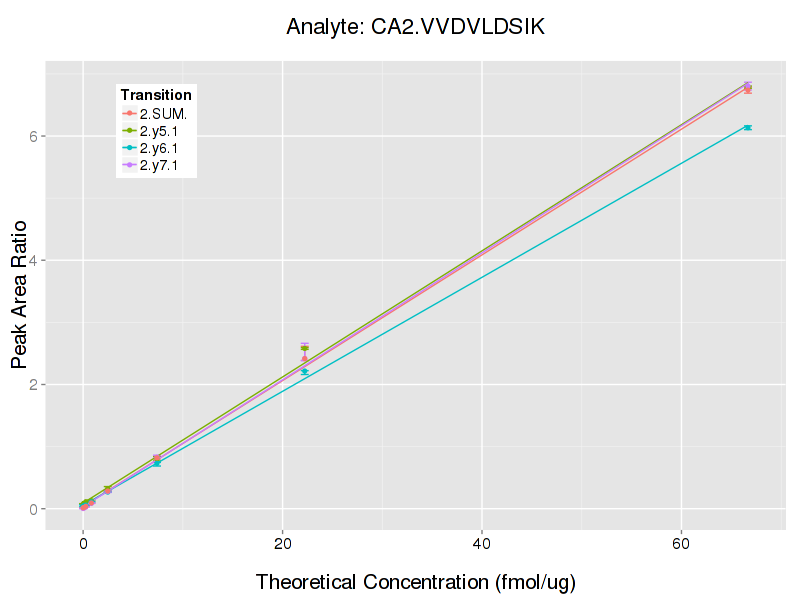 Analyte: CA2.VVDVLDSIK
Transition
2.SUM.
2.y5.1
2.y6.1
2.y7.1
Peak Area Ratio
6
4
2
0
0 20 40 60
Theoretical Concentration (fmol/ug)